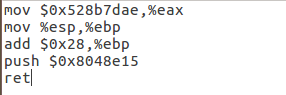 mov $0x528b7dae,%eax
mov %esp,%ebp
add $0x28,%ebp
push $0x8048e15
ret